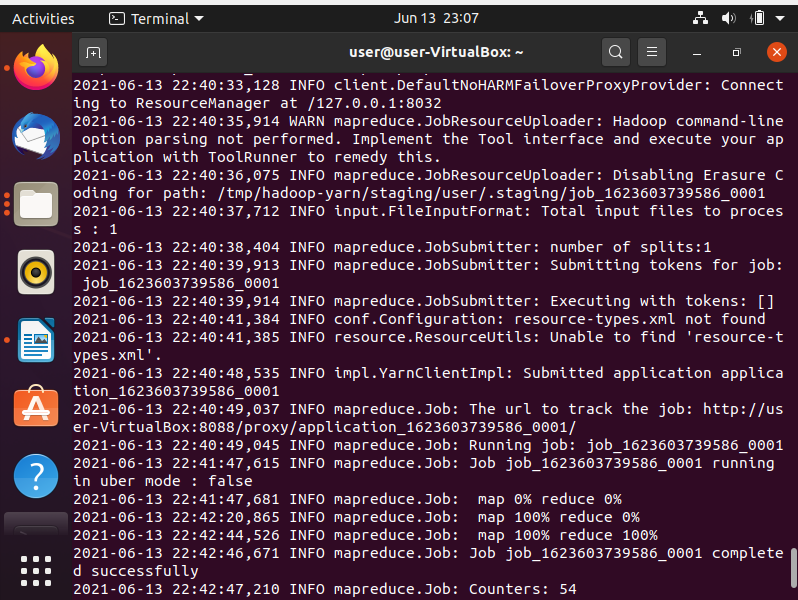 Activities
Terminal
Jun 13 23:07
user@user-VirtualBox: ~
2021-06-13 22:40:33,128 INFO client.DefaultNoHARMFailoverProxyProvider: Connect
ing to ResourceManager at /127.0.0.1:8032
2021-06-13 22:40:35,914 WARN mapreduce.JobResourceUploader: Hadoop command-line
 option parsing not performed. Implement the Tool interface and execute your ap
plication with ToolRunner to remedy this.
2021-06-13 22:40:36,075 INFO mapreduce.JobResourceUploader: Disabling Erasure C
oding for path: /tmp/hadoop-yarn/staging/user/.staging/job_1623603739586_0001
2021-06-13 22:40:37,712 INFO input.FileInputFormat: Total input files to proces
s : 1
2021-06-13 22:40:38,404 INFO mapreduce.JobSubmitter: number of splits:1
2021-06-13 22:40:39,913 INFO mapreduce.JobSubmitter: Submitting tokens for job:
 job_1623603739586_0001
2021-06-13 22:40:39,914 INFO mapreduce.JobSubmitter: Executing with tokens: []
2021-06-13 22:40:41,384 INFO conf.Configuration: resource-types.xml not found
2021-06-13 22:40:41,385 INFO resource.ResourceUtils: Unable to find 'resource-t
ypes.xml'.
2021-06-13 22:40:48,535 INFO impl.YarnClientImpl: Submitted application applica
tion_1623603739586_0001
2021-06-13 22:40:49,037 INFO mapreduce.Job: The url to track the job: http://us
er-VirtualBox:8088/proxy/application_1623603739586_0001/
2021-06-13 22:40:49,045 INFO mapreduce.Job: Running job: job_1623603739586_0001
2021-06-13 22:41:47,615 INFO mapreduce.Job: Job job_1623603739586_0001 running
in uber mode : false
2021-06-13 22:41:47,681 INFO mapreduce.Job:  map 0% reduce 0%
2021-06-13 22:42:20,865 INFO mapreduce.Job:  map 100% reduce 0%
2021-06-13 22:42:44,526 INFO mapreduce.Job:  map 100% reduce 100%
2021-06-13 22:42:46,671 INFO mapreduce.Job: Job job_1623603739586_0001 complete
d successfully
2021-06-13 22:42:47,210 INFO mapreduce.Job: Counters: 54